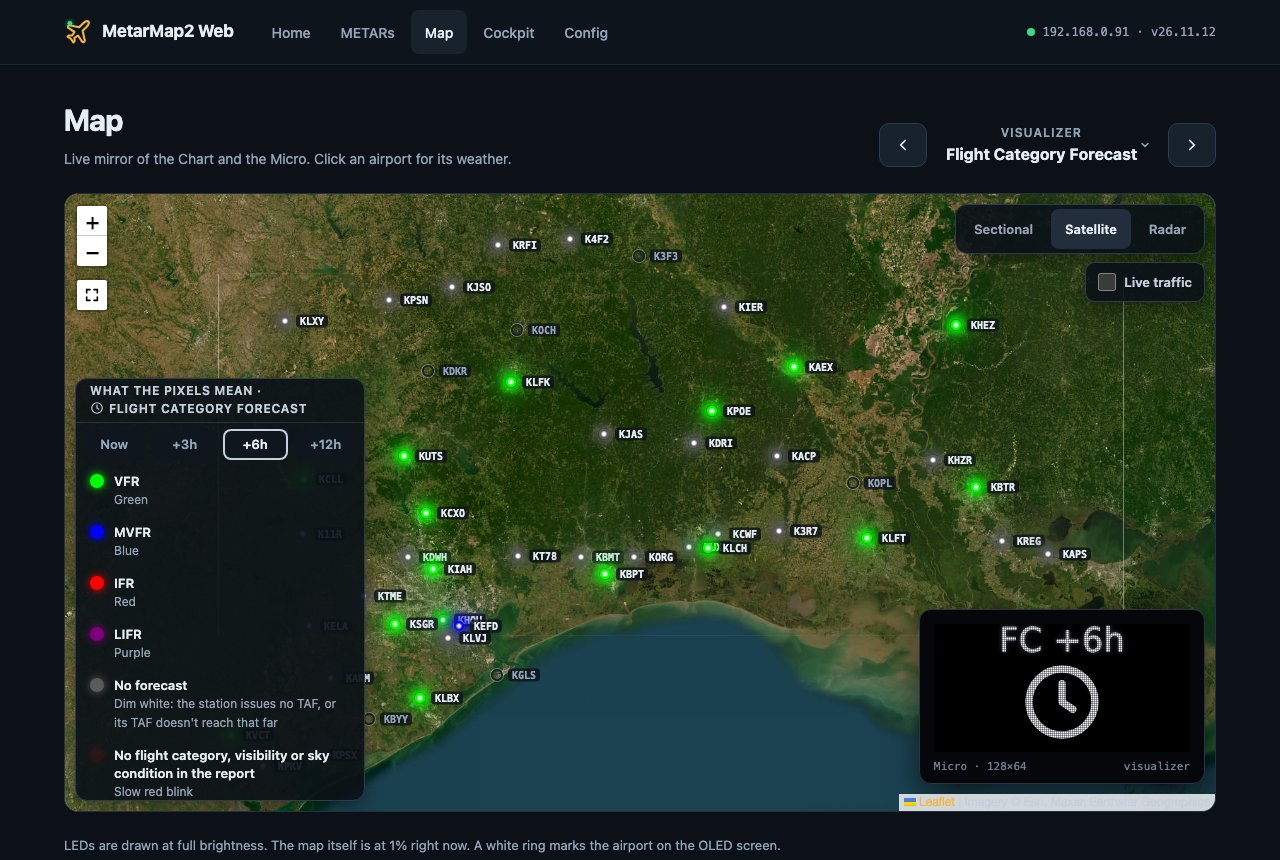 MetarMap2 Web
Home
METARs
Map
Cockpit
Config
192.168.0.91 · v26.11.12
Map
Live mirror of the Chart and the Micro. Click an airport for its weather.
VISUALIZER
Flight Category Forecast
+
−
Sectional
Satellite
Radar
Live traffic
K4F2
KRFI
K3F3
KJSO
KPSN
KIER
KLXY
KHEZ
KOCH
KAEX
KDKR
KLFK
KPOE
KJAS
KDRI
KUTS
KACP
KHZR
KOPL
KBTR
KCXO
K3R7
KCWF
KLFT
KREG
KLCH
KAPS
KDWH
KT78
KBMT
KORG
KIAH
KBPT
KTME
KSGR
KHOU
KEFD
KLVJ
KGLS
KLBX
KBYY
WHAT THE PIXELS MEAN ·
FLIGHT CATEGORY FORECAST
Now
+3h
+6h
+12h
KCLL
VFR
Green
MVFR
Blue
K11R
IFR
Red
KELA
LIFR
Purple
KARM
No forecast
Dim white: the station issues no TAF, or
its TAF doesn't reach that far
KVCT
No flight category, visibility or sky
condition in the report
KPSX
KPKV
Slow red blink
FC +6h
Micro · 128×64
visualizer
Leaflet
LEDs are drawn at full brightness. The map itself is at 1% right now. A white ring marks the airport on the OLED screen.